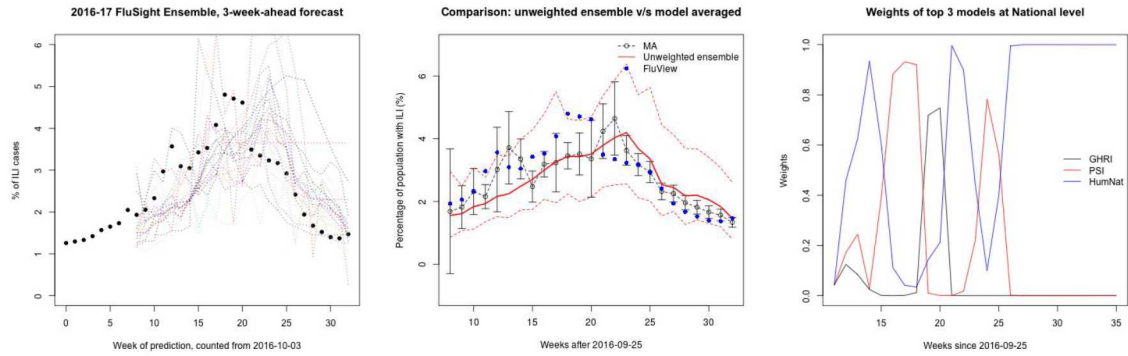 2016-17 FluSight Ensemble, 3-week-ahead forecast
% of ILI cases
6
5
4
3
2
1
0
0 5 10 15 20 25 30
Week of prediction, counted from 2016-10-03
Comparison: unweighted ensemble v/s model averaged
MA
Unweighted ensemble
FluView
Percentage of population with ILI (%)
6
4
2
0
10 15 20 25 30
Weeks after 2016-09-25
Weights of top 3 models at National level
Weights
1.0
0.8
0.6
0.4
0.2
0.0
GHRI
PSI
HumNat
15 20 25 30 35
Weeks since 2016-09-25